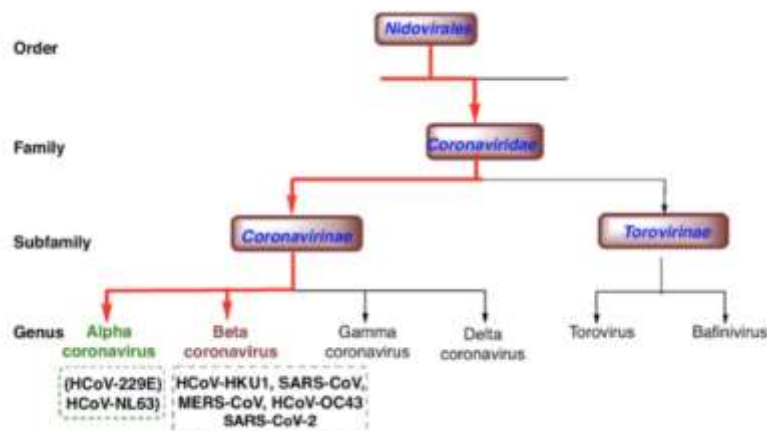 Order
Nidovirales
Family
Coronaviridae
Subfamily
Coronavirinae
Torovirinae
Genus
Alpha
coronavirus
Beta
coronavirus
Gamma
coronavirus
Delta
coronavirus
Torovirus
Bafinivirus
(HCoV-229E)
HCoV-NL63)
HCoV-HKU1, SARS-CoV,
MERS-CoV, HCoV-OC43
SARS-CoV-2